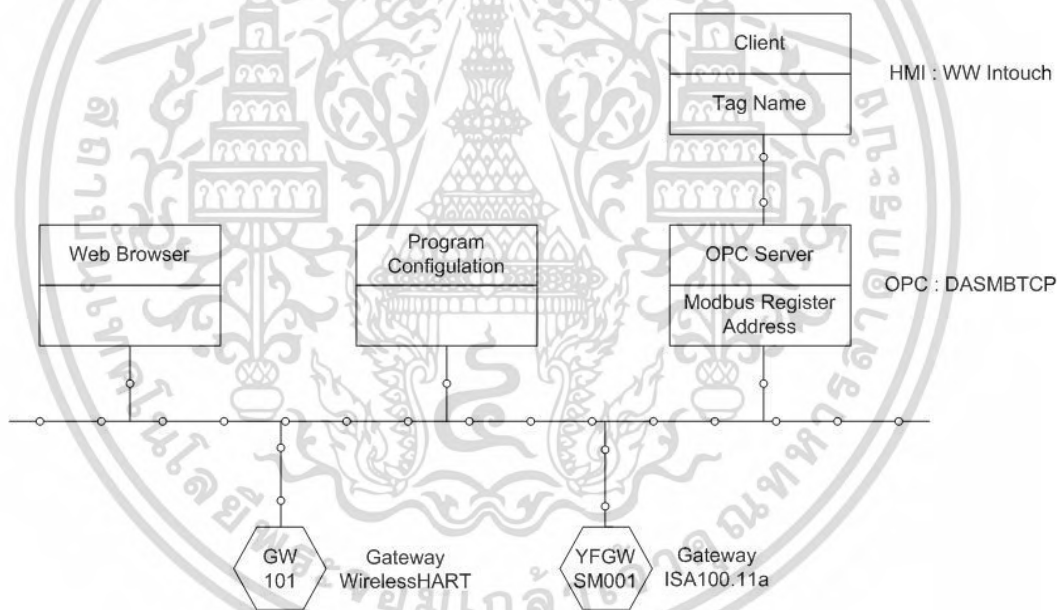 Client
Tag Name
HMI : WW Intouch
Web Browser
Program
Configulation
OPC Server
Modbus Register
Address
OPC : DASMBTCP
GW
101
Gateway
WirelessHART
YFGW
SM001
Gateway
ISA100.11a